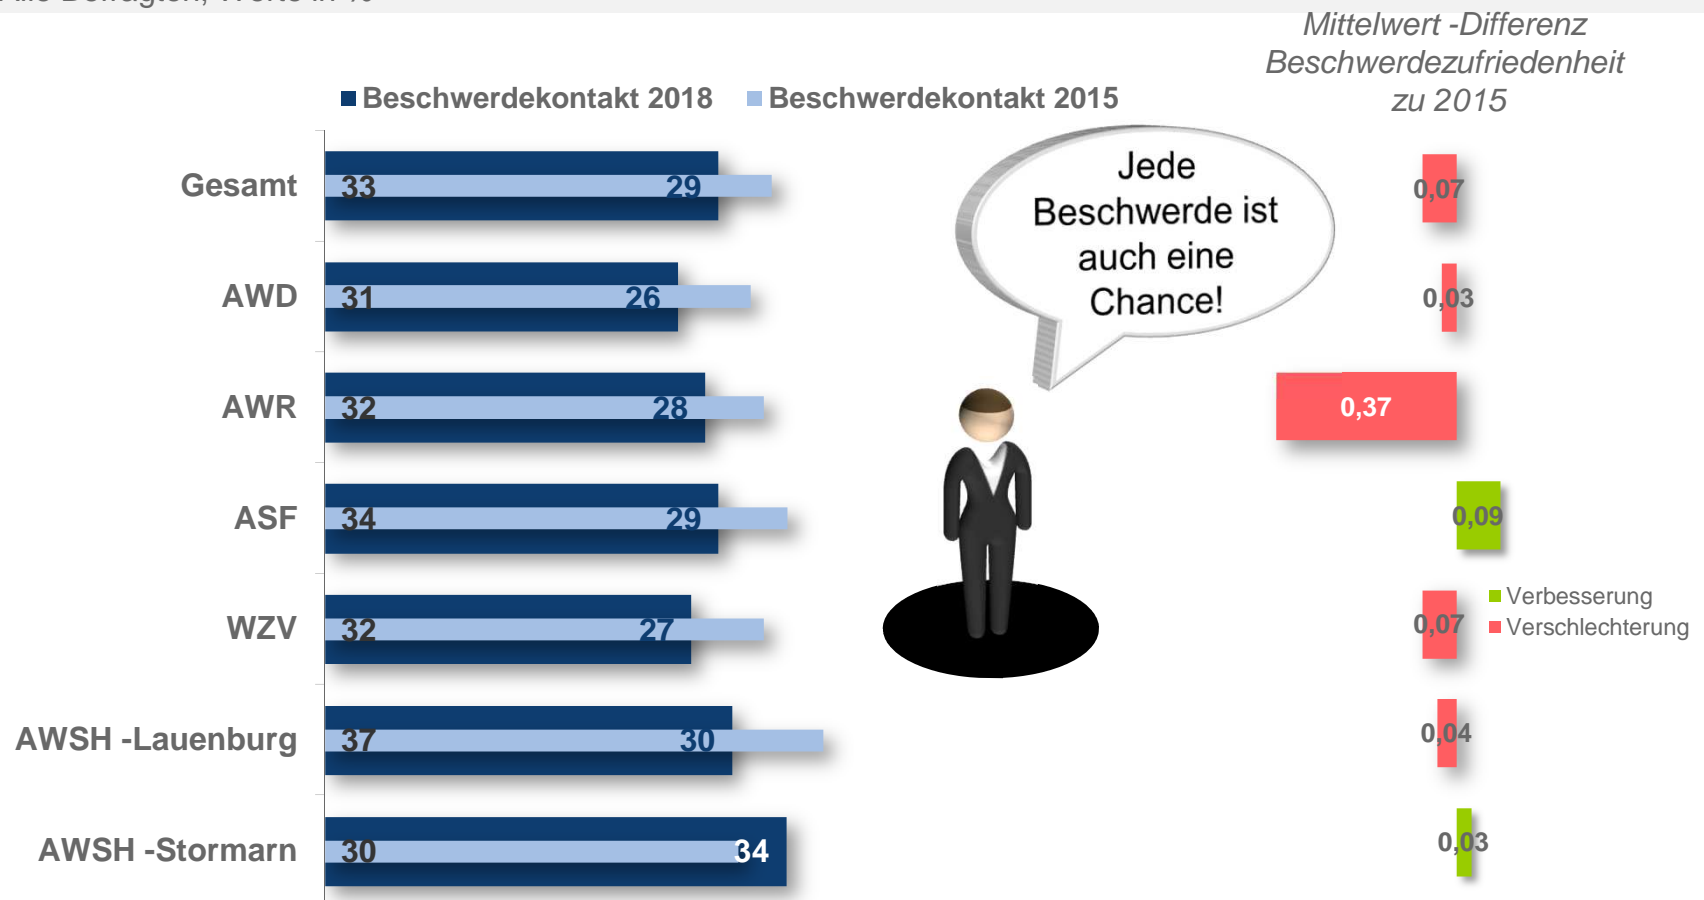 Mittelwert -Differenz
Beschwerdezufriedenheit
zu 2015
Beschwerdekontakt 2018 Beschwerdekontakt 2015
Jede
Beschwerde ist
auch eine
Chance!
Gesamt 33 29 0,07
AWD 31 26 0,03
AWR 32 28 0,37
ASF 34 29 0,09
Verbesserung
WZV 32 27 0,07
Verschlechterung
AWSH -Lauenburg 37 30 0,04
AWSH -Stormarn 30 34 0,03